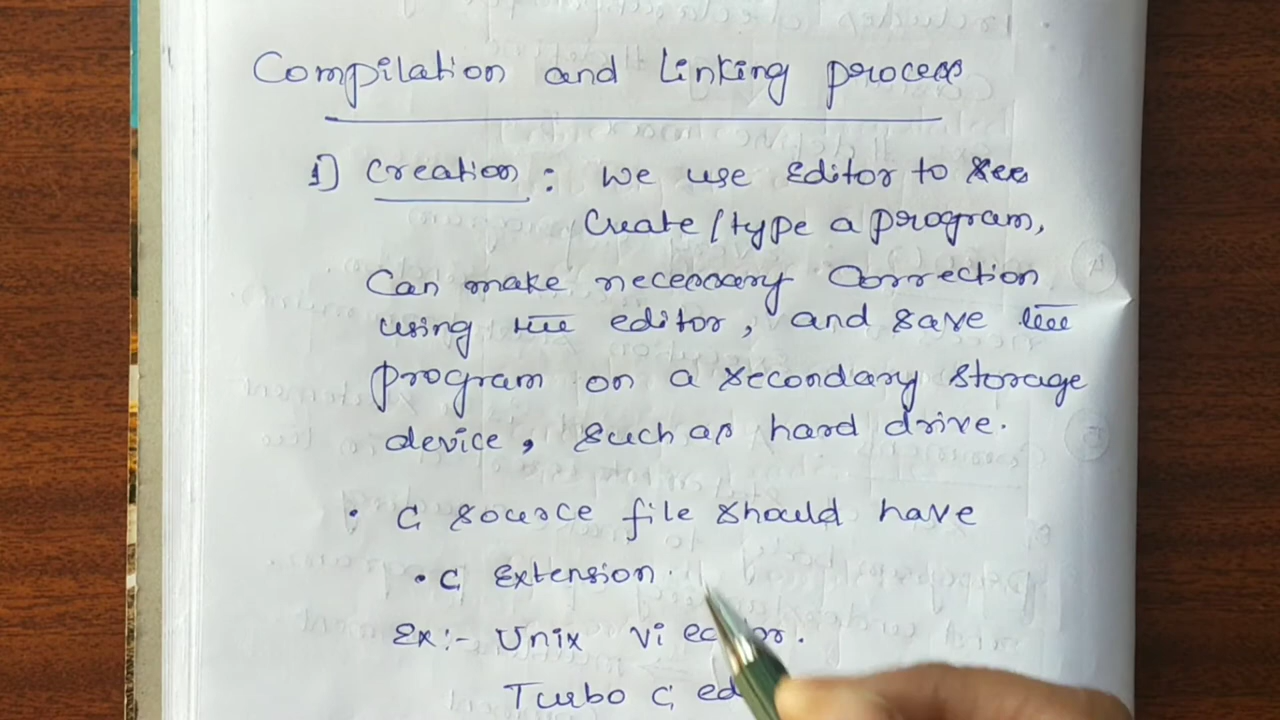 Compilation and Linking process
1) Creation : We use Editor to
Create/type a program,
Can make necessary Correction
using the editor, and save the
program on a secondary storage
device, such as hard drive.
• C source file should have
.C Extension.
Ex:- Unix Vi
Turbo C